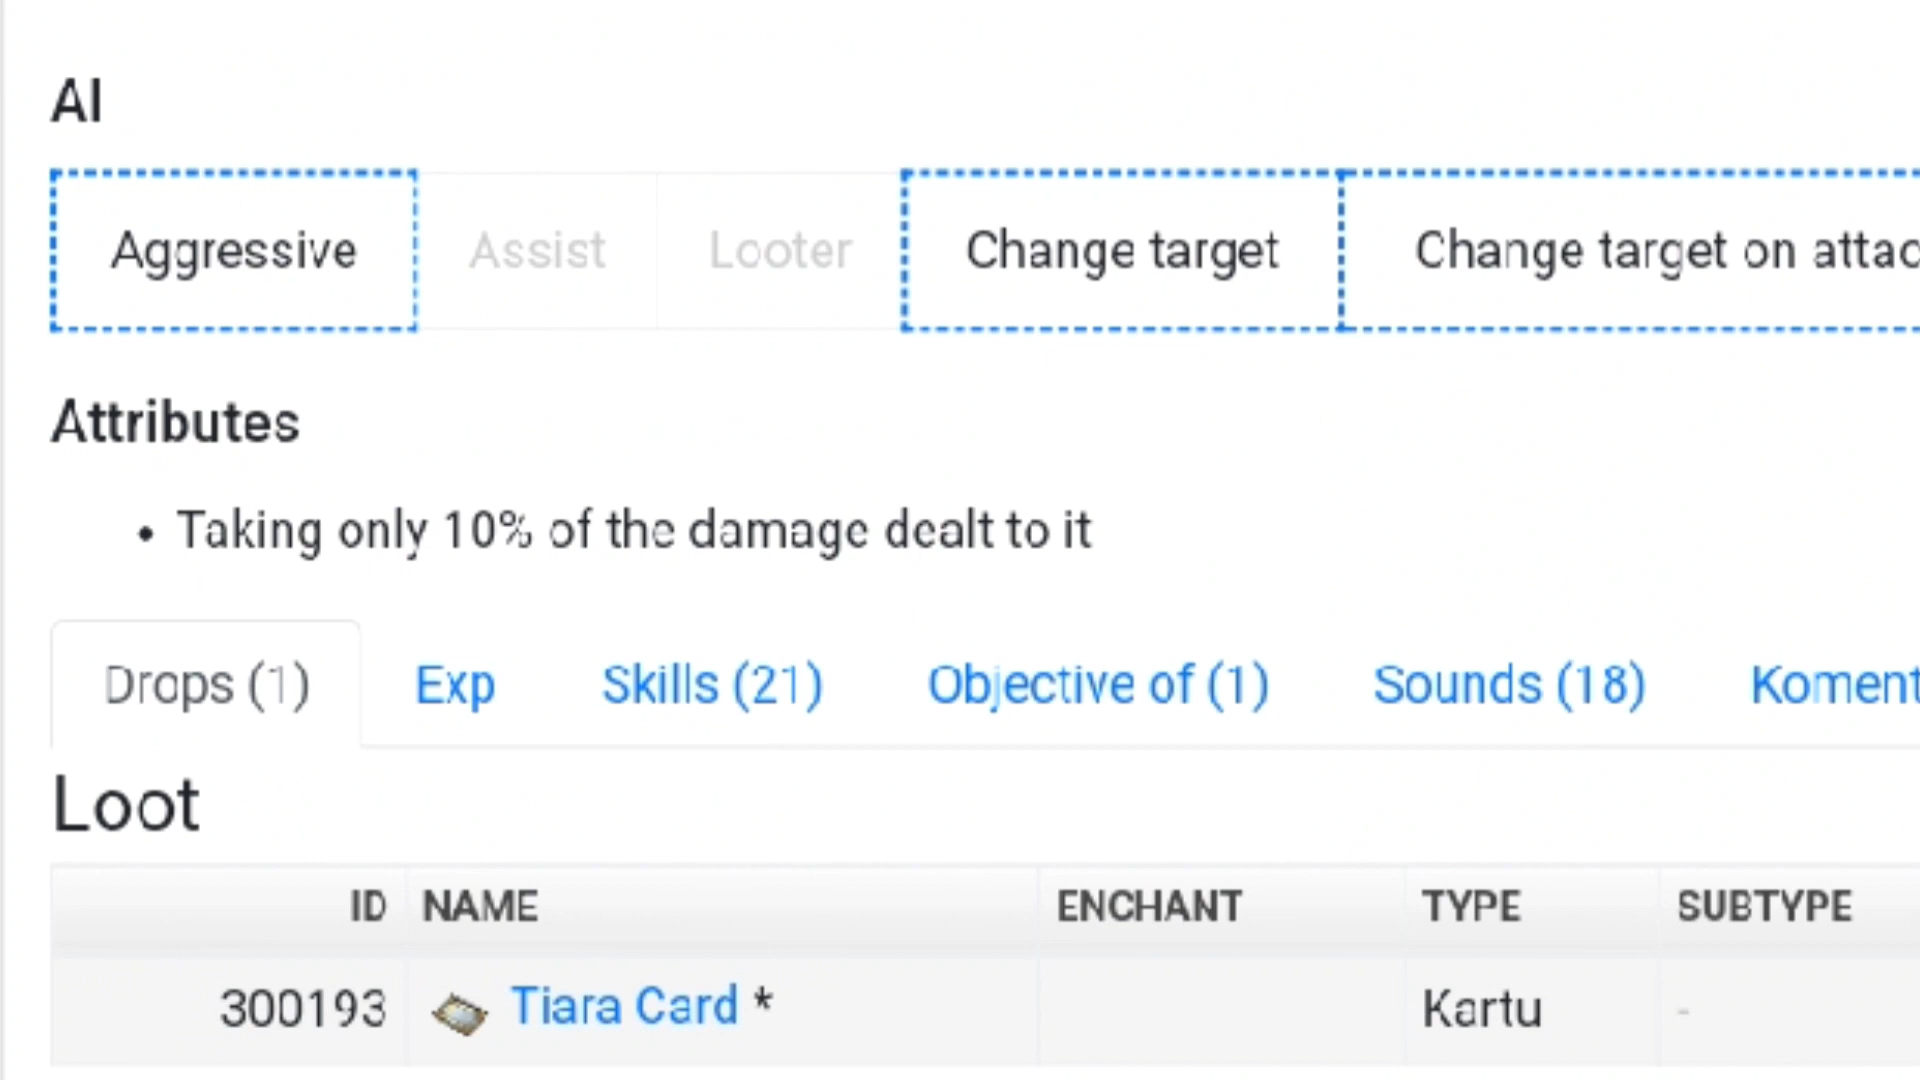 AI
Aggressive Assist Looter Change target Change target on attac
Attributes
• Taking only 10% of the damage dealt to it
Drops (1) Exp Skills (21) Objective of (1) Sounds (18) Koment
Loot
ID NAME ENCHANT TYPE SUBTYPE
300193 Tiara Card * Kartu -